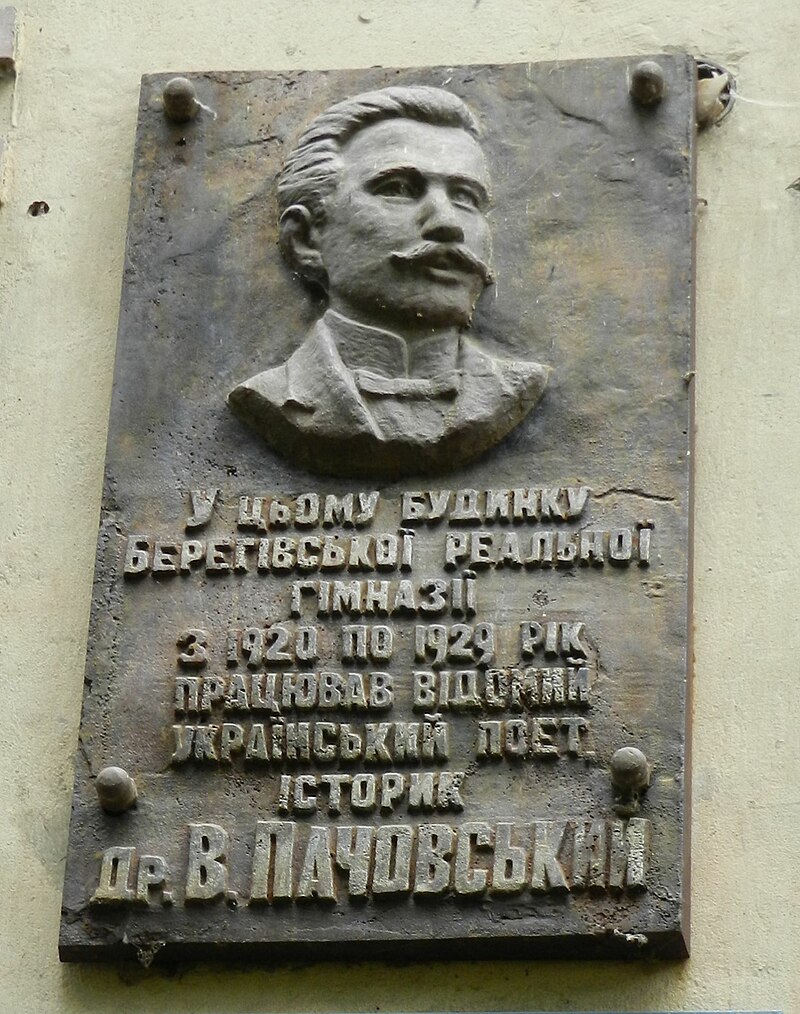 У ЦЬОМУ БУДИНКУ
БЕРЕГІВСЬКОЇ РЕАЛЬНОЇ
ГІМНАЗІЇ
З 1920 ПО 1929 РІК
ПРАЦЮВАВ ВІДОМИЙ
УКРАЇНСЬКИЙ ПОЕТ
ІСТОРИК
ДР. В. ПАЧОВСЬКИЙ